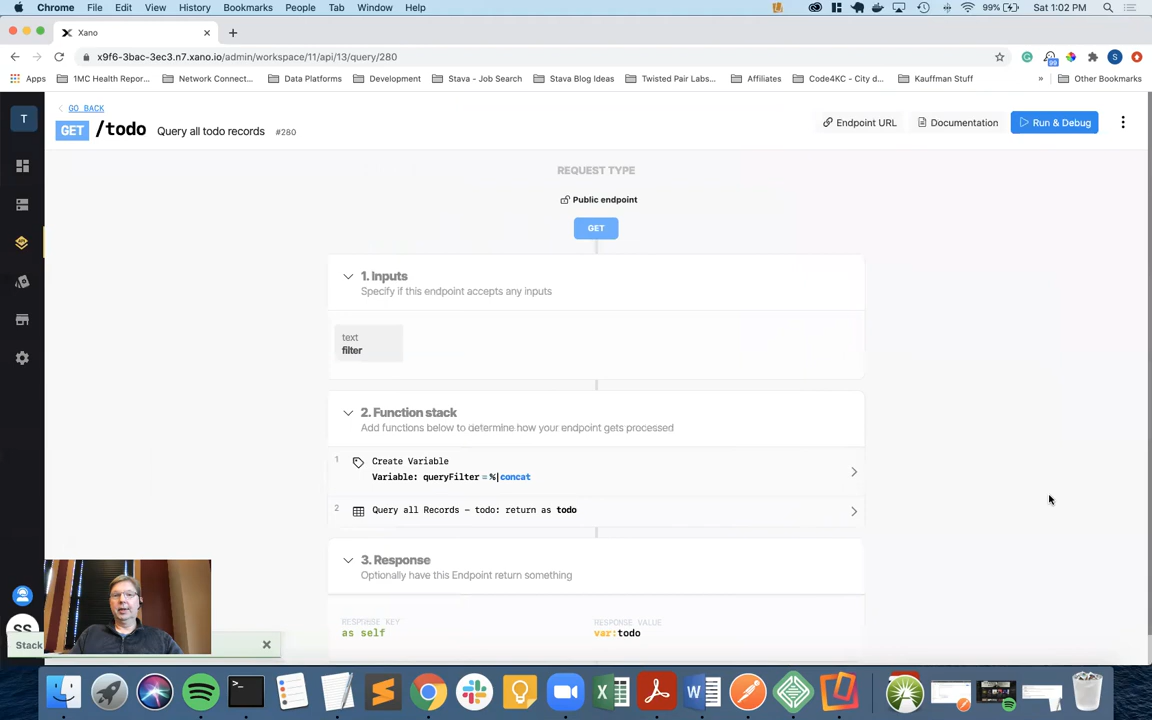 Chrome File Edit View History Bookmarks People Tab Window Help 99% Sat 1:02 PM
Xano
x9f6-3bac-3ec3.n7.xano.io/admin/workspace/11/api/13/query/280 99 S
Apps 1MC Health Repor... Network Connect... Data Platforms Development Stava - Job Search Stava Blog Ideas Twisted Pair Labs... Affiliates Code4KC - City d... Kauffman Stuff » Other Bookmarks
GO BACK
T
GET /todo Query all todo records #280
Endpoint URL Documentation Run & Debug
REQUEST TYPE
Public endpoint
GET
1. Inputs
Specify if this endpoint accepts any inputs
text
filter
2. Function stack
Add functions below to determine how your endpoint gets processed
1 Create Variable
Variable: queryFilter = %|concat
2 Query all Records – todo: return as todo
3. Response
Optionally have this Endpoint return something
RESPONSE KEY RESPONSE VALUE
as self var:todo
SS
Stack